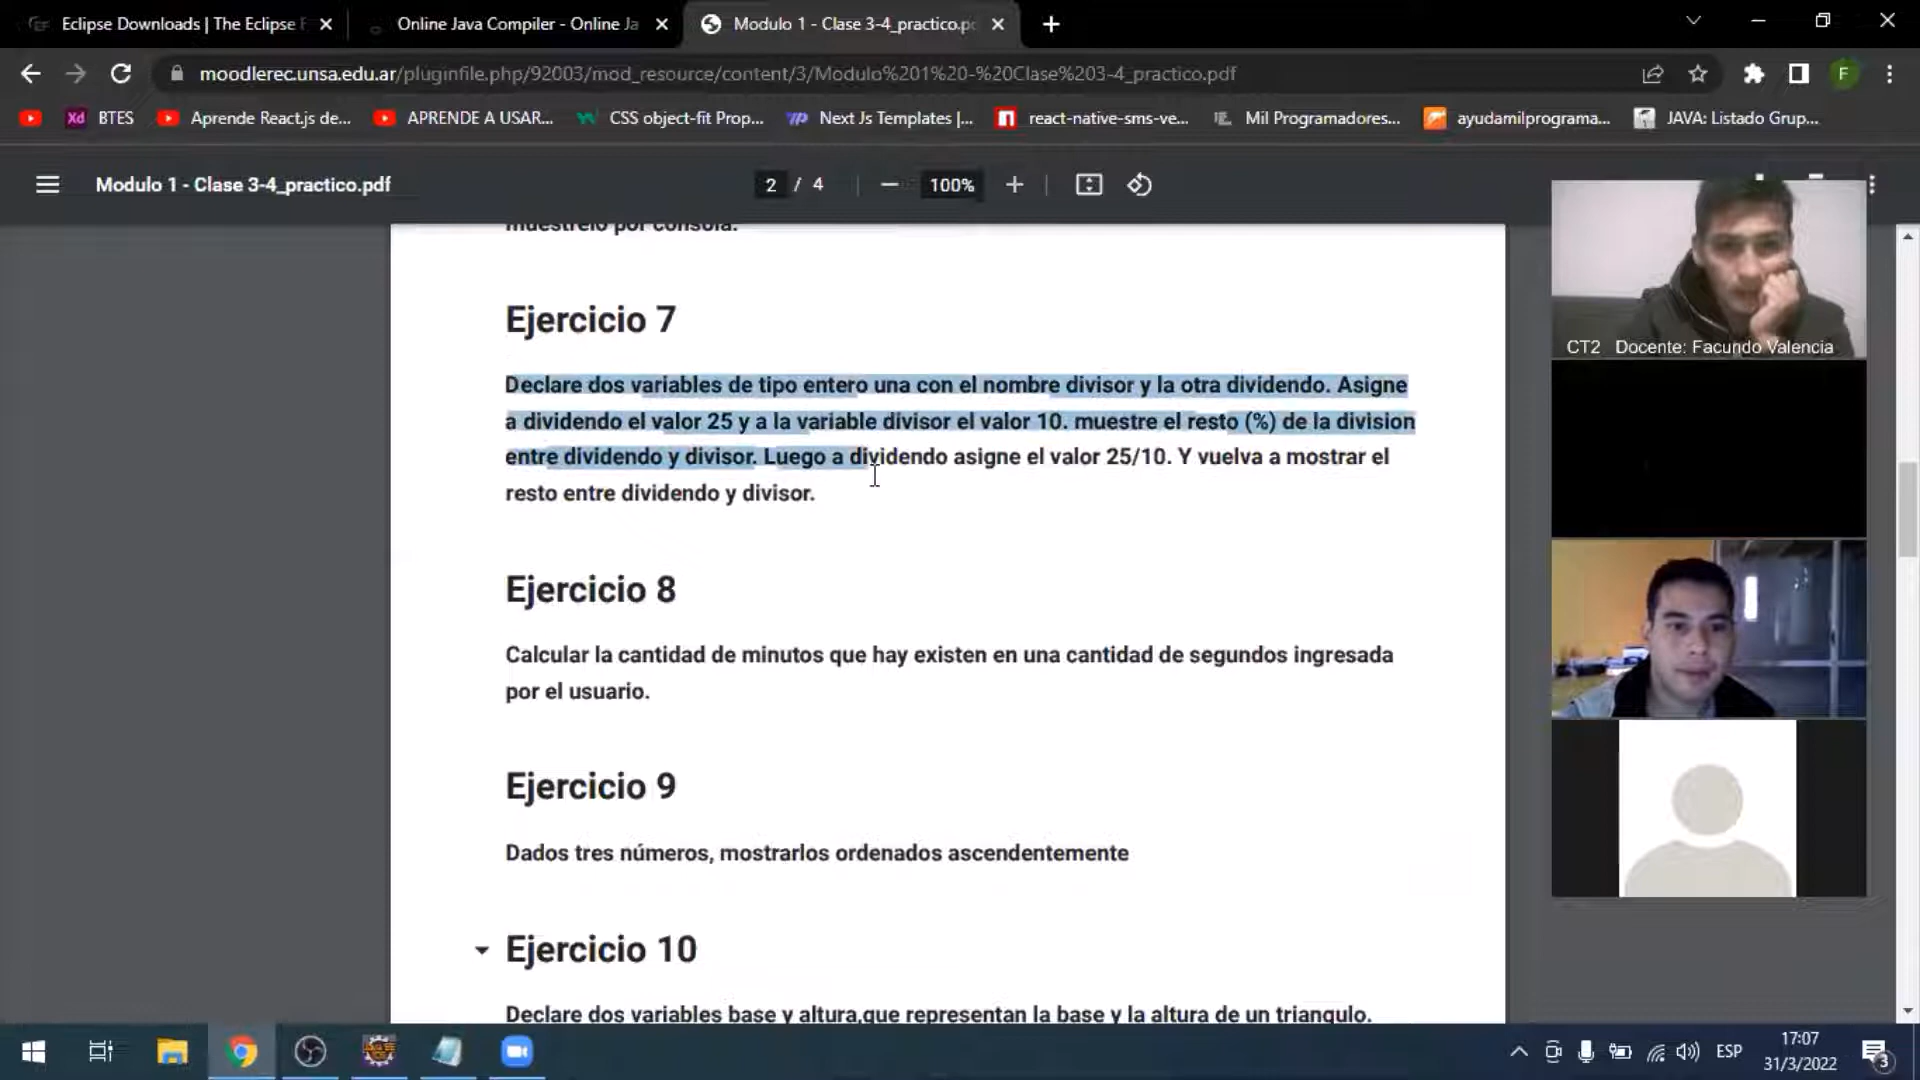 Eclipse Downloads | The Eclipse F
Online Java Compiler - Online Ja
Modulo 1 - Clase 3-4_practico.pd
moodlerec.unsa.edu.ar/pluginfile.php/92003/mod_resource/content/3/Modulo%201%20-%20Clase%203-4_practico.pdf
F
Xd BTES
Aprende React.js de...
APRENDE A USAR...
CSS object-fit Prop...
Next Js Templates |...
react-native-sms-ve...
Mil Programadores...
ayudamilprograma...
JAVA: Listado Grup...
Modulo 1 - Clase 3-4_practico.pdf
2 / 4
100%
muéstrelo por consola.
Ejercicio 7
Declare dos variables de tipo entero una con el nombre divisor y la otra dividendo. Asigne
a dividendo el valor 25 y a la variable divisor el valor 10. muestre el resto (%) de la division
entre dividendo y divisor. Luego a dividendo asigne el valor 25/10. Y vuelva a mostrar el
resto entre dividendo y divisor.
Ejercicio 8
Calcular la cantidad de minutos que hay existen en una cantidad de segundos ingresada
por el usuario.
Ejercicio 9
Dados tres números, mostrarlos ordenados ascendentemente
Ejercicio 10
Declare dos variables base y altura,que representan la base y la altura de un triangulo.
CT2 Docente: Facundo Valencia
ESP
17:07
31/3/2022
3